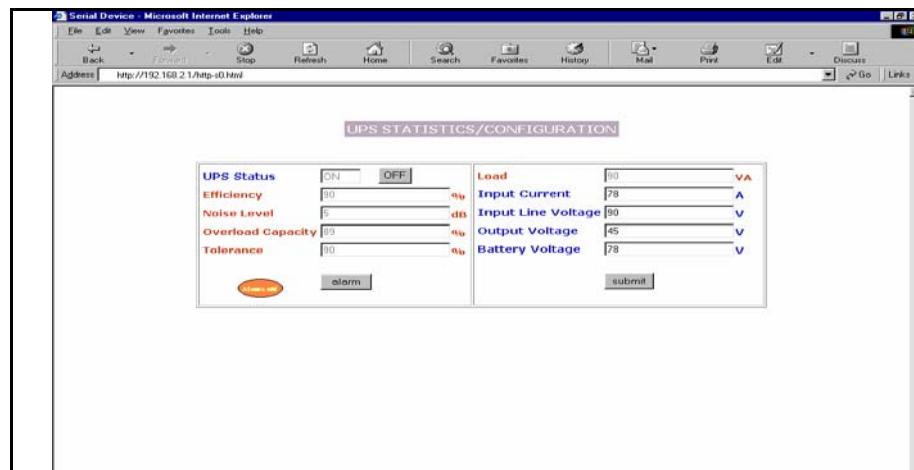 Serial Device - Microsoft Internet Explorer
File Edit View Favorites Tools Help
Back Forward Stop Refresh Home Search Favorites History Mail Print Edit Discuss
Address http://192.168.2.1/http-s0.html Go Links
UPS STATISTICS/CONFIGURATION
UPS Status ON OFF
Efficiency 90 %
Noise Level 5 dB
Overload Capacity 89 %
Tolerance 90 %
alarm
Load 90 VA
Input Current 78 A
Input Line Voltage 90 V
Output Voltage 45 V
Battery Voltage 78 V
submit